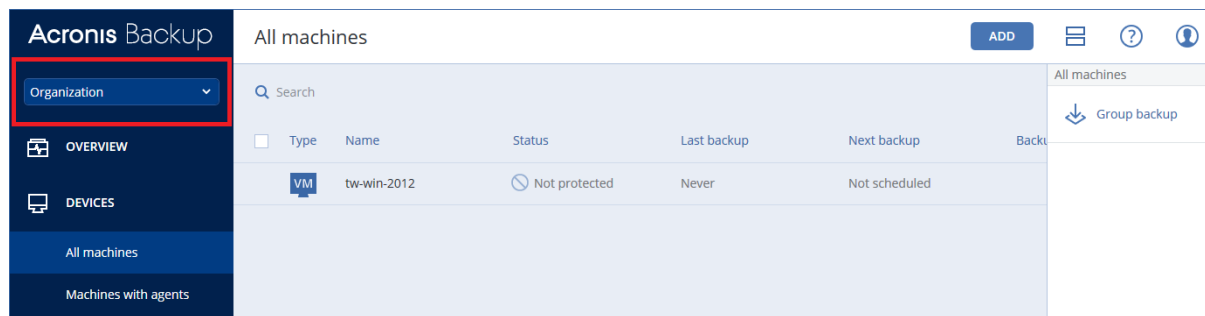 Acronis Backup
All machines
ADD
?
Organization
Search
All machines
Group backup
OVERVIEW
Type Name Status Last backup Next backup Backu
VM tw-win-2012 Not protected Never Not scheduled
DEVICES
All machines
Machines with agents